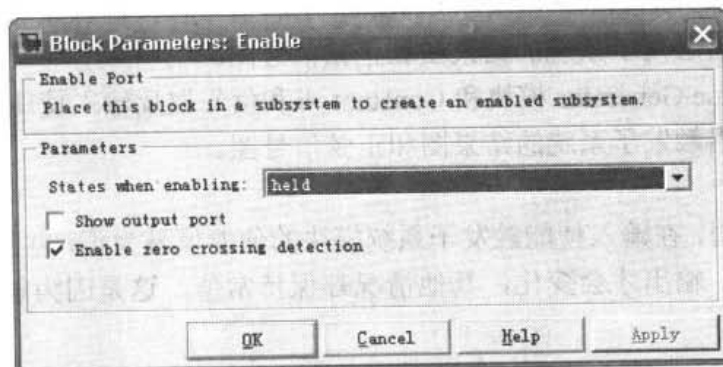 Block Parameters: Enable
Enable Port
Place this block in a subsystem to create an enabled subsystem.
Parameters
States when enabling: held
Show output port
Enable zero crossing detection
OK Cancel Help Apply